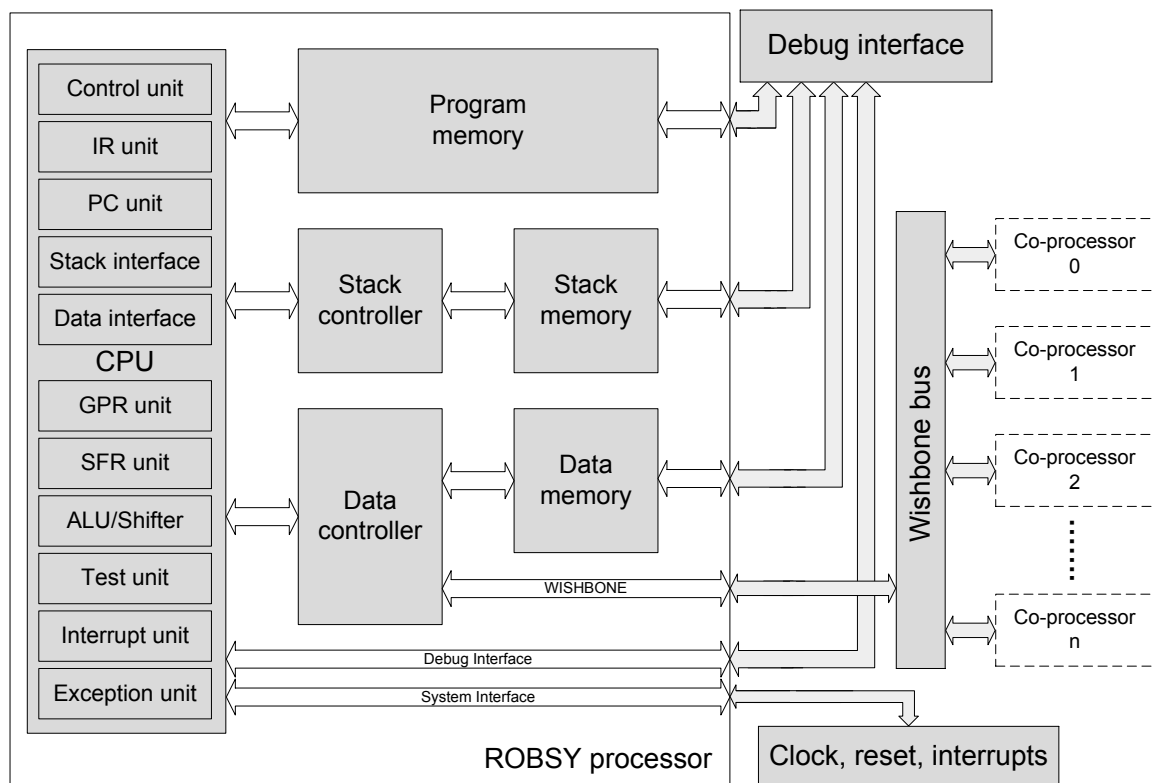 Control unit
IR unit
PC unit
Stack interface
Data interface
CPU
GPR unit
SFR unit
ALU/Shifter
Test unit
Interrupt unit
Exception unit
Program
memory
Stack
controller
Stack
memory
Data
controller
Data
memory
WISHBONE
Debug Interface
System Interface
ROBSY processor
Debug interface
Wishbone bus
Co-processor
0
Co-processor
1
Co-processor
2
Co-processor
n
Clock, reset, interrupts